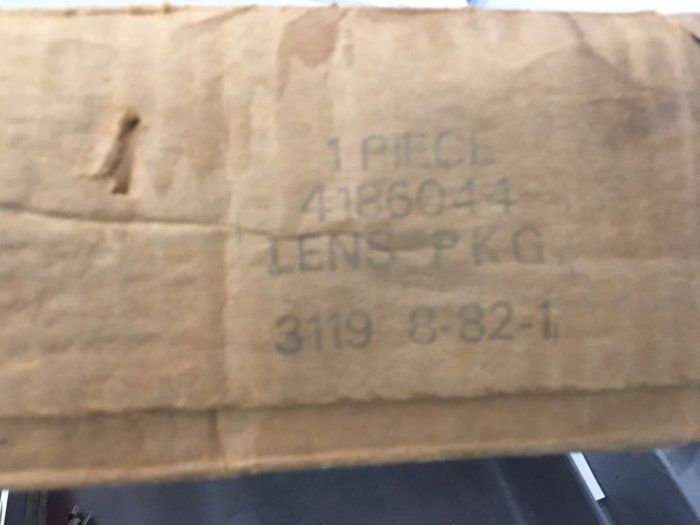 1 PIECE
4186044
LENS PKG
3119 8-82-1